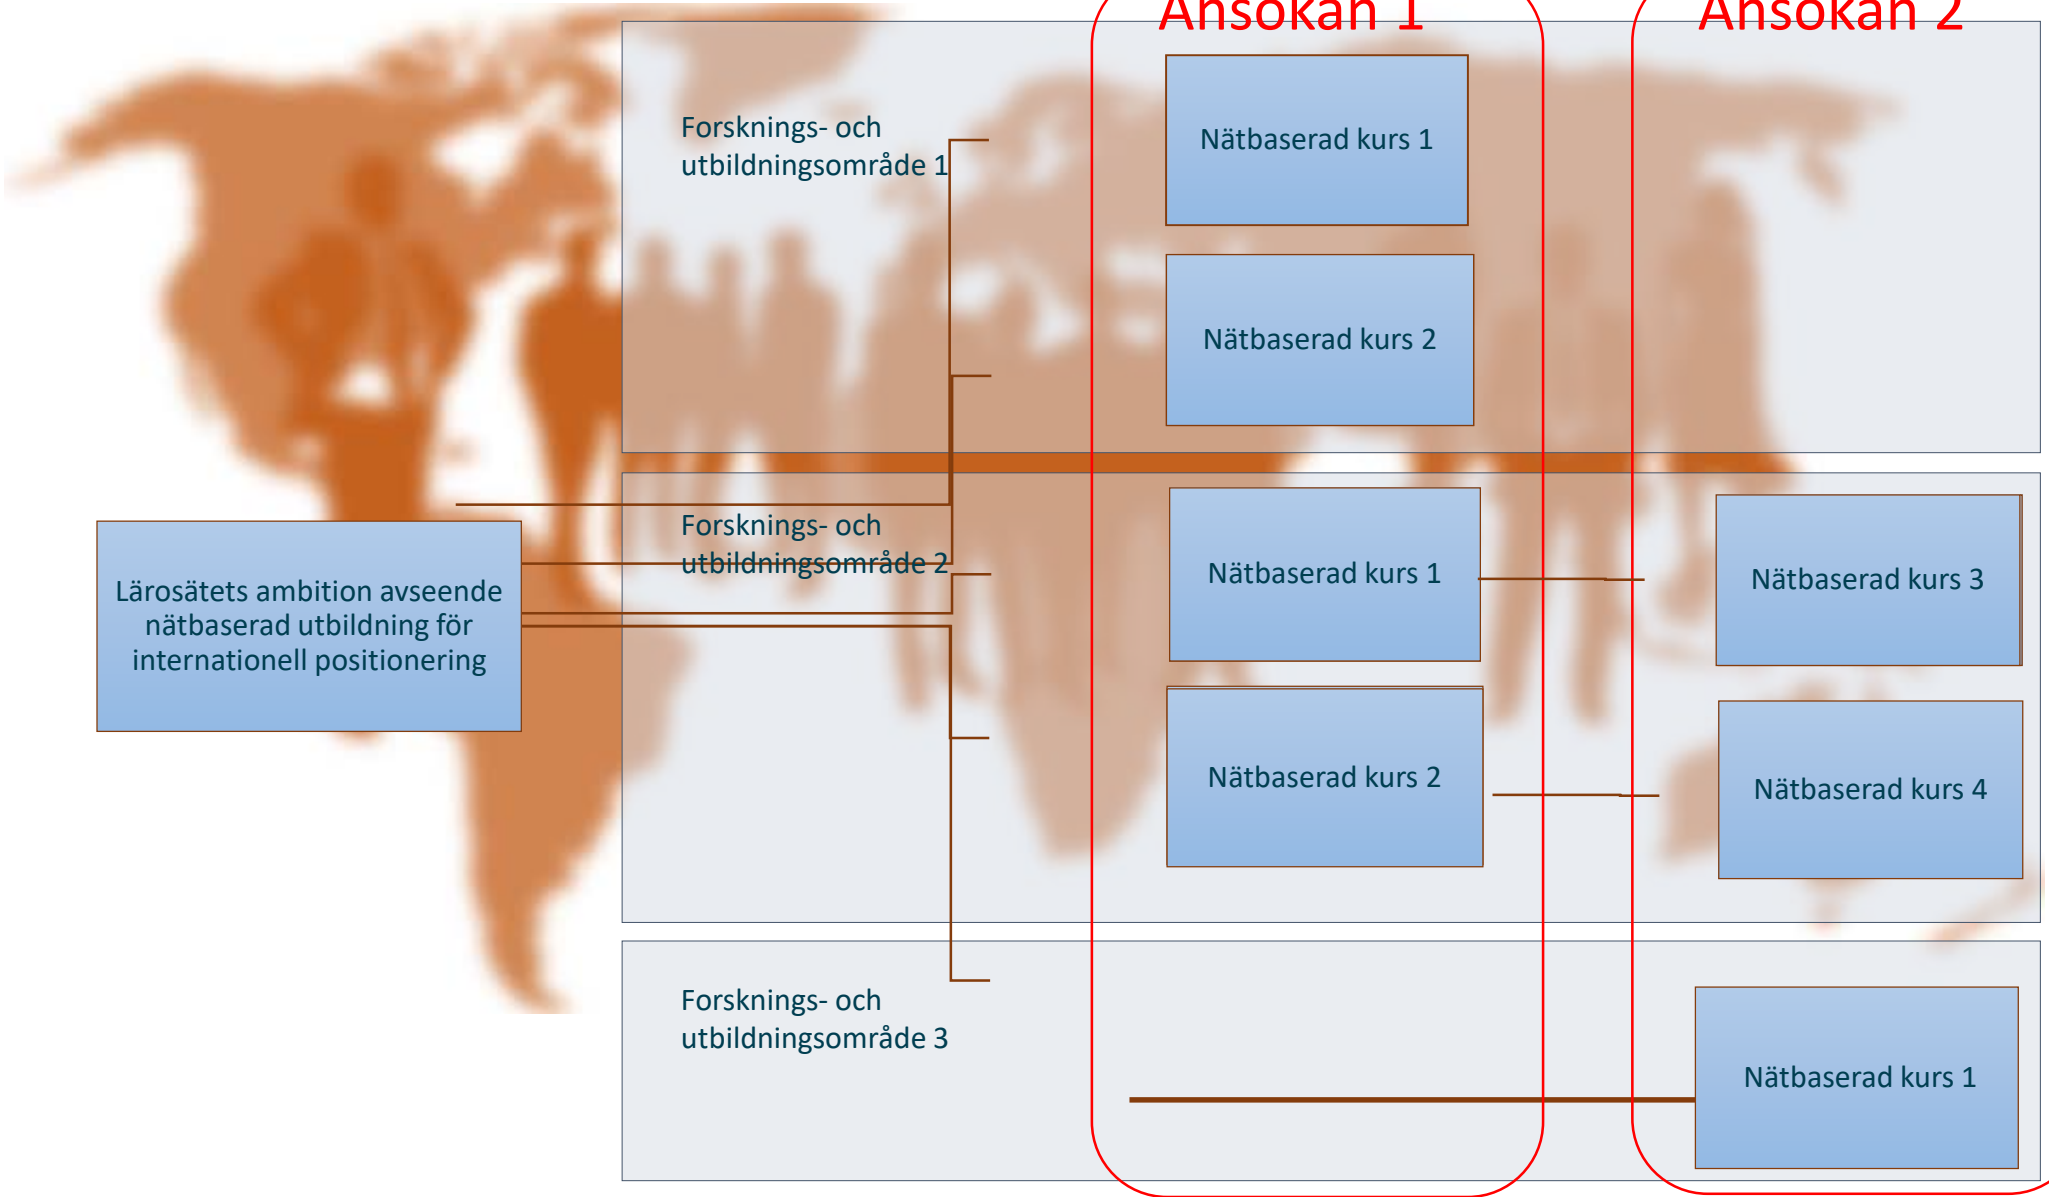 Ansökan 1
Ansökan 2
Forsknings- och
utbildningsområde 1
Nätbaserad kurs 1
Nätbaserad kurs 2
Lärosätets ambition avseende
nätbaserad utbildning för
internationell positionering
Forsknings- och
utbildningsområde 2
Nätbaserad kurs 1
Nätbaserad kurs 3
Nätbaserad kurs 2
Nätbaserad kurs 4
Forsknings- och
utbildningsområde 3
Nätbaserad kurs 1